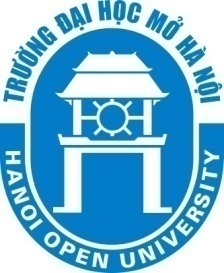 TRƯỜNG ĐẠI HỌC MỞ HÀ NỘI
HANOI OPEN UNIVERSITY